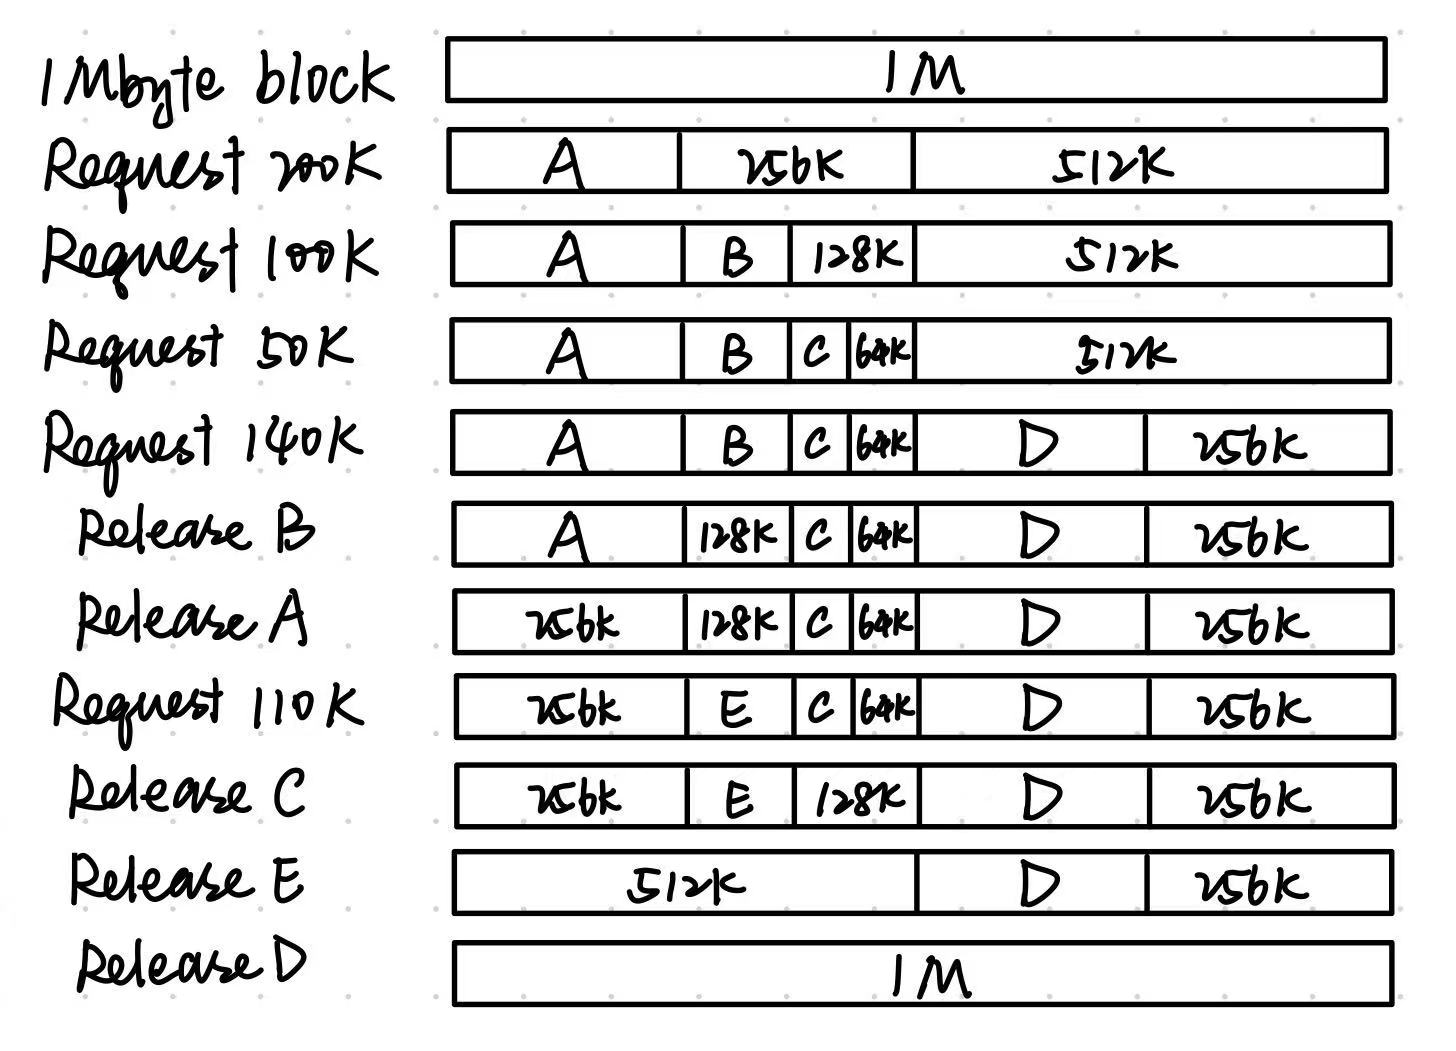 1Mbyte block 1M
Request 200K A 256K 512K
Request 100K A B 128K 512K
Request 50K A B C 64K 512K
Request 140K A B C 64K D 256K
Release B A 128K C 64K D 256K
Release A 256K 128K C 64K D 256K
Request 110K 256K E C 64K D 256K
Release C 256K E 128K D 256K
Release E 512K D 256K
Release D 1M